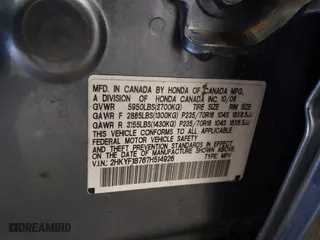 MFD. IN CANADA BY HONDA OF CANADA MFG.
A DIVISION OF HONDA CANADA INC. 10/06
GVWR 5950LBS(2700KG) TIRE SIZE RIM SIZE
GAWR F 2865LBS(1300KG) P235/70R16 104S 16X6.5JJ
GAWR R 3155LBS(1430KG) P235/70R16 104S 16X6.5JJ
THIS VEHICLE CONFORMS TO ALL APPLICABLE
FEDERAL MOTOR VEHICLE SAFETY AND
THEFT PREVENTION STANDARDS IN EFFECT ON
THE DATE OF MANUFACTURE SHOWN ABOVE.
V.I.N.: 2HKYF18767H514926 TYPE: MPV
DREAMBID.COM